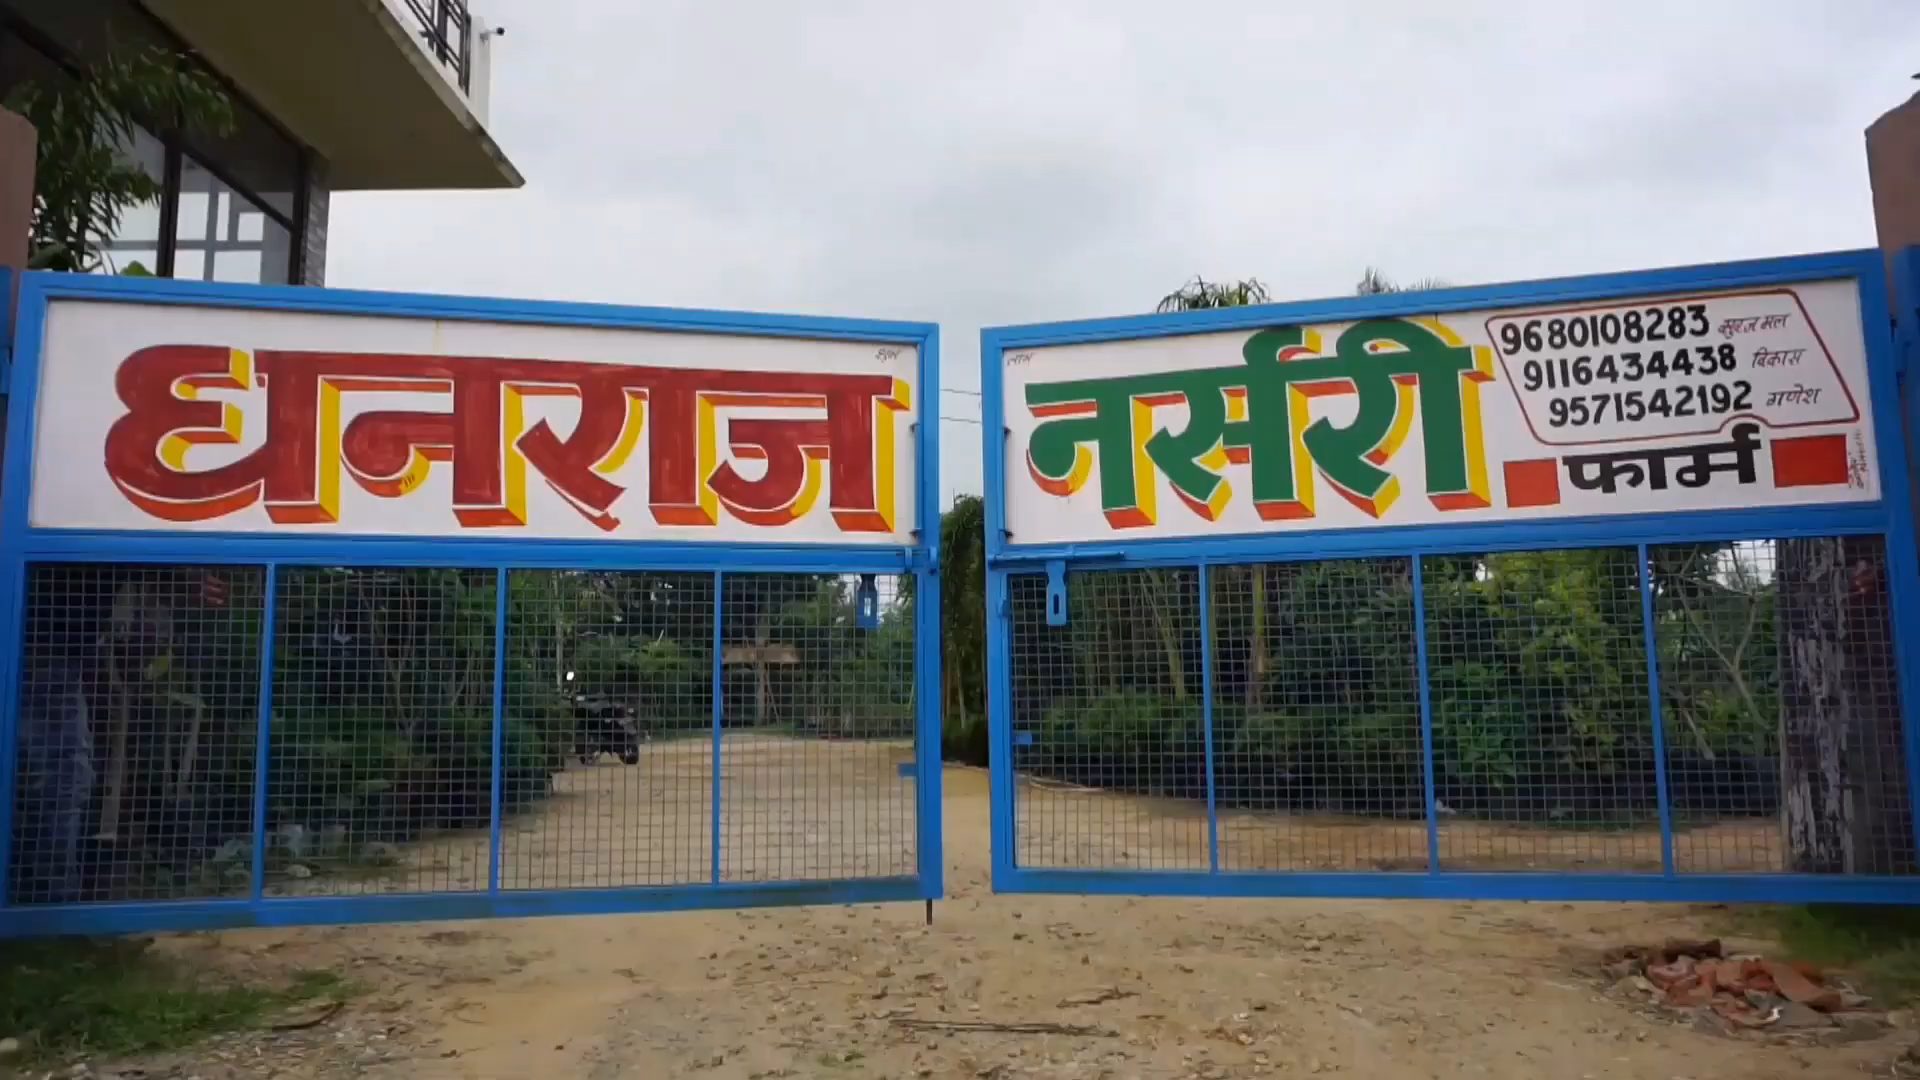 शुभ
धनराज
लाभ
नर्सरी
9680108283 सुरज मल
9116434438 विकास
9571542192 गणेश
फार्म